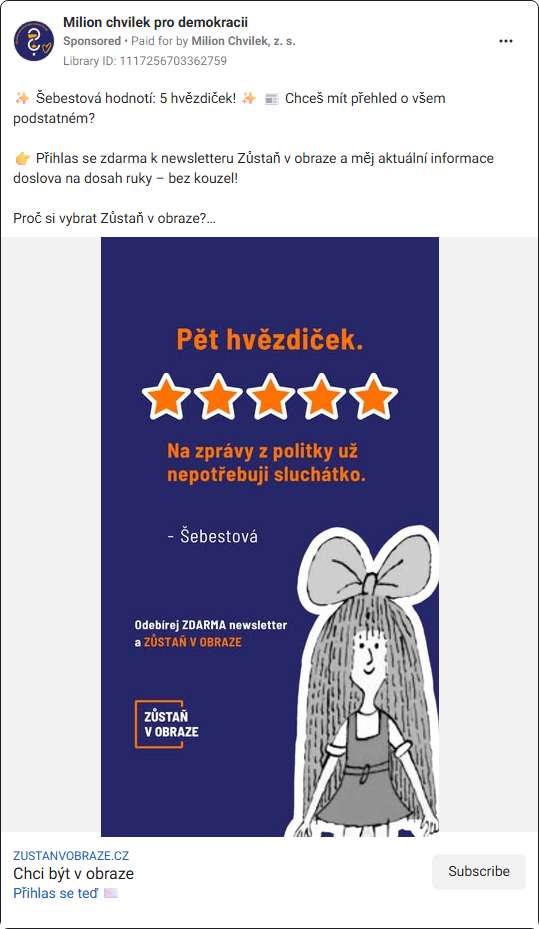 Milion chvilek pro demokracii
Sponsored • Paid for by Milion Chvilek, z. s.
Library ID: 1117256703362759
✨ Šebestová hodnotí: 5 hvězdiček! ✨ 📰 Chceš mít přehled o všem
podstatném?
👉 Přihlas se zdarma k newsletteru Zůstaň v obraze a měj aktuální informace
doslova na dosah ruky – bez kouzel!
Proč si vybrat Zůstaň v obraze?...
Pět hvězdiček.
Na zprávy z politky už
nepotřebuji sluchátko.
- Šebestová
Odebírej ZDARMA newsletter
a ZŮSTAŇ V OBRAZE
ZŮSTAŇ
V OBRAZE
ZUSTANVOBRAZE.CZ
Chci být v obraze
Přihlas se teď 💌
Subscribe